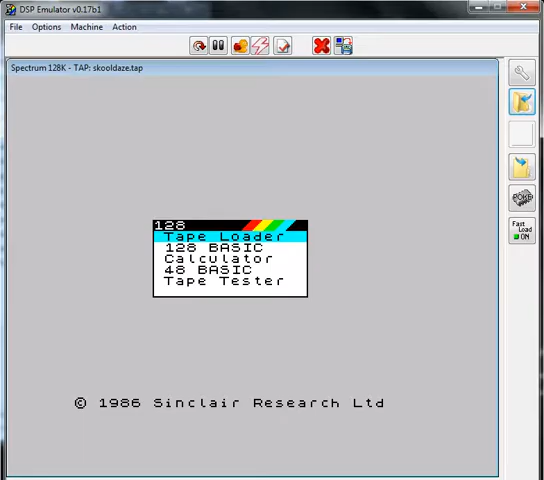 DSP Emulator v0.17b1
File Options Machine Action
Spectrum 128K - TAP: skooldaze.tap
128
Tape Loader
128 BASIC
Calculator
48 BASIC
Tape Tester
© 1986 Sinclair Research Ltd
POKE
Fast
Load
ON